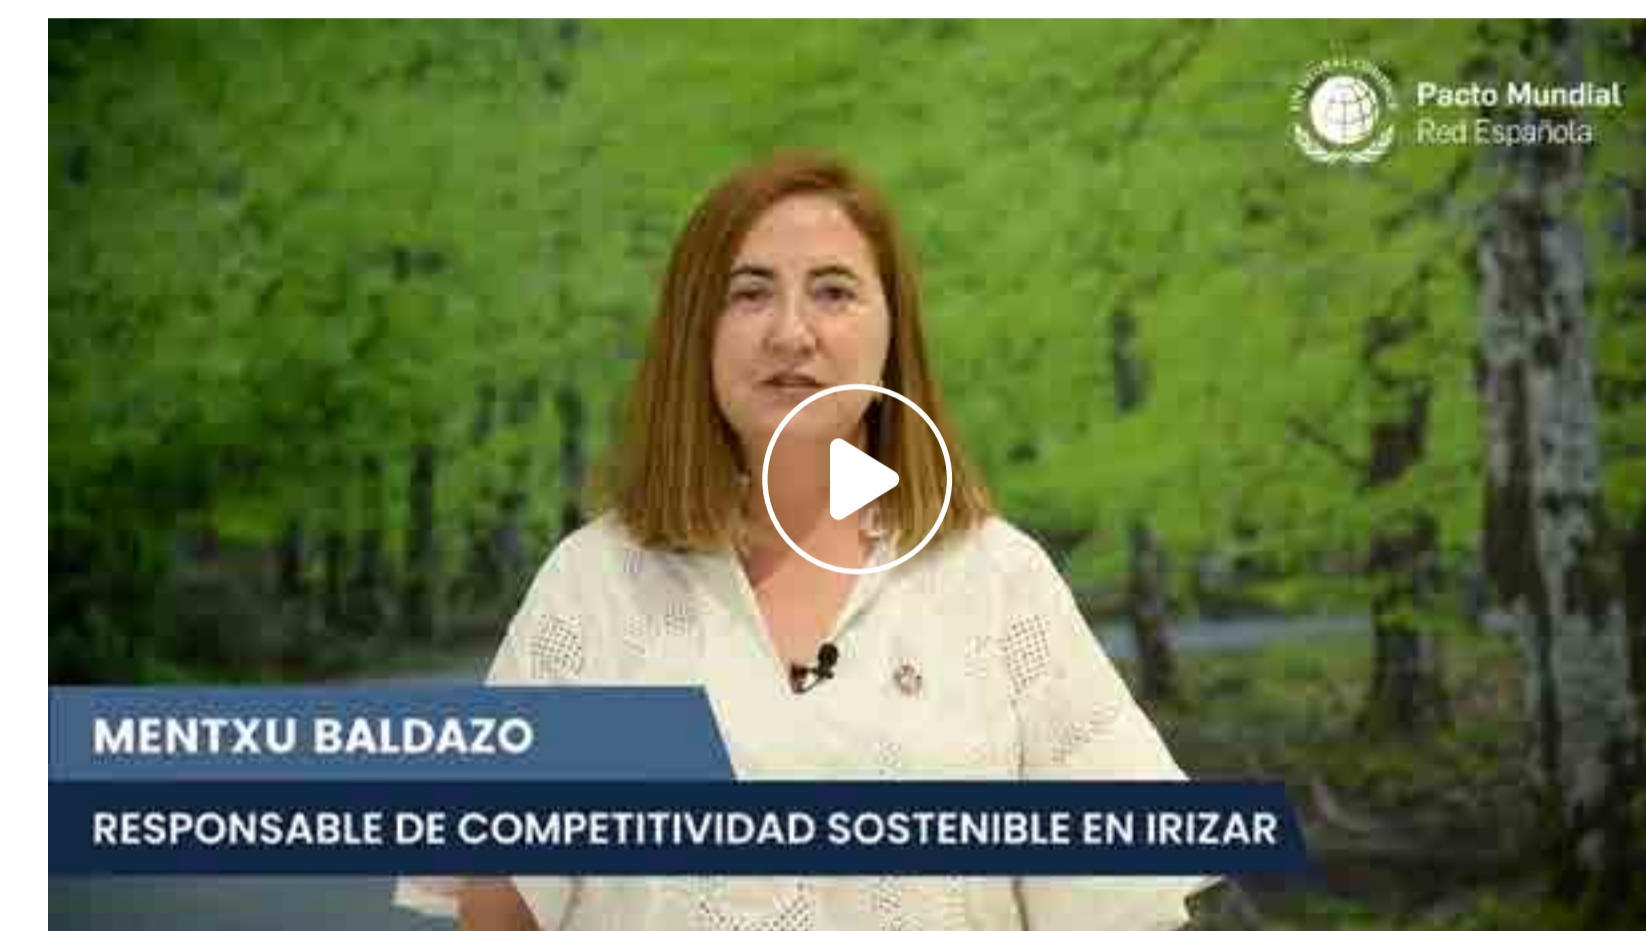 Pacto Mundial
Red Española
MENTXU BALDAZO
RESPONSABLE DE COMPETITIVIDAD SOSTENIBLE EN IRIZAR